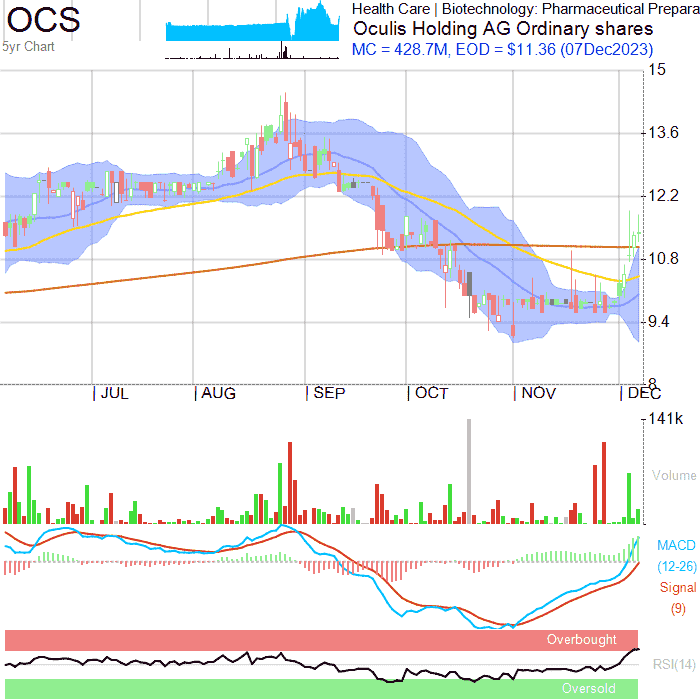 OCS
5yr Chart
Health Care | Biotechnology: Pharmaceutical Prepara
Oculis Holding AG Ordinary shares
MC = 428.7M, EOD = $11.36 (07Dec2023)
15
13.6
12.2
10.8
9.4
8
JUL
AUG
SEP
OCT
NOV
DEC
141k
Volume
MACD
(12-26)
Signal
(9)
Overbought
RSI(14)
Oversold